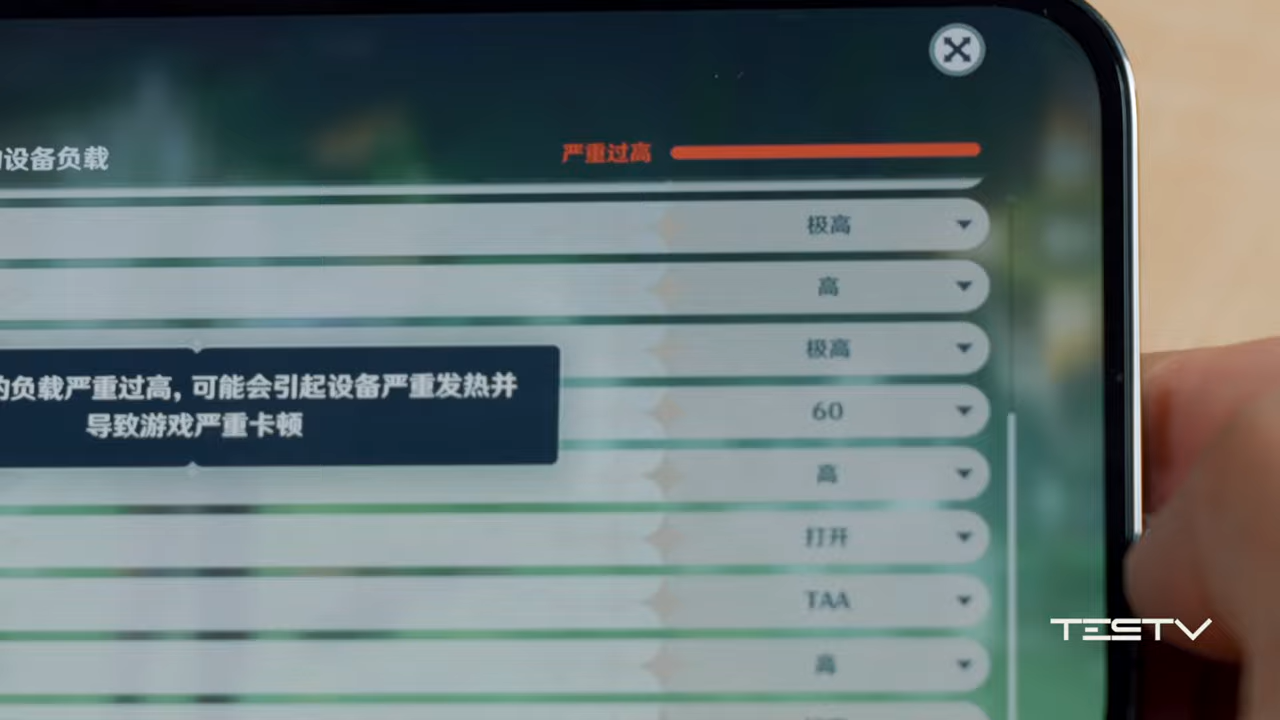 设备负载
严重过高
极高
高
极高
的负载严重过高，可能会引起设备严重发热并
导致游戏严重卡顿
60
高
打开
TAA
高
TESTV